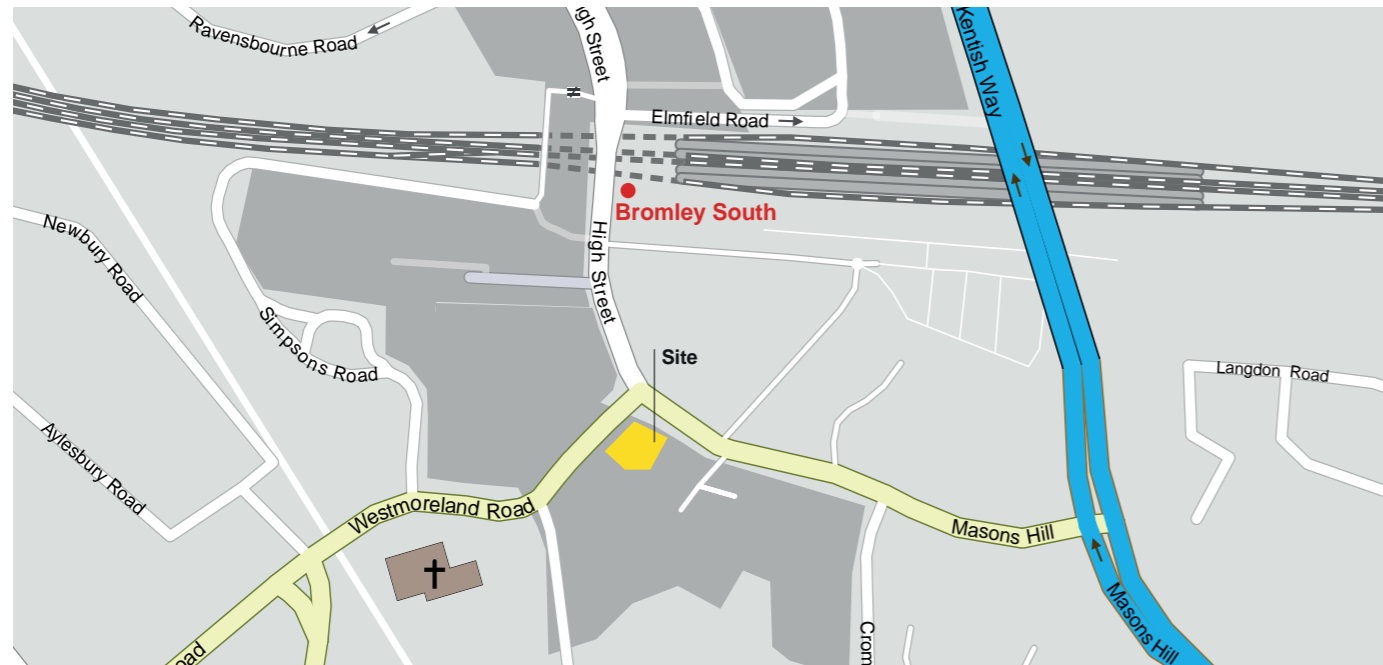 Ravensbourne Road
High Street
Kentish Way
Elmfield Road
Bromley South
Newbury Road
High Street
Simpsons Road
Site
Langdon Road
Aylesbury Road
Westmoreland Road
Masons Hill
Masons Hill